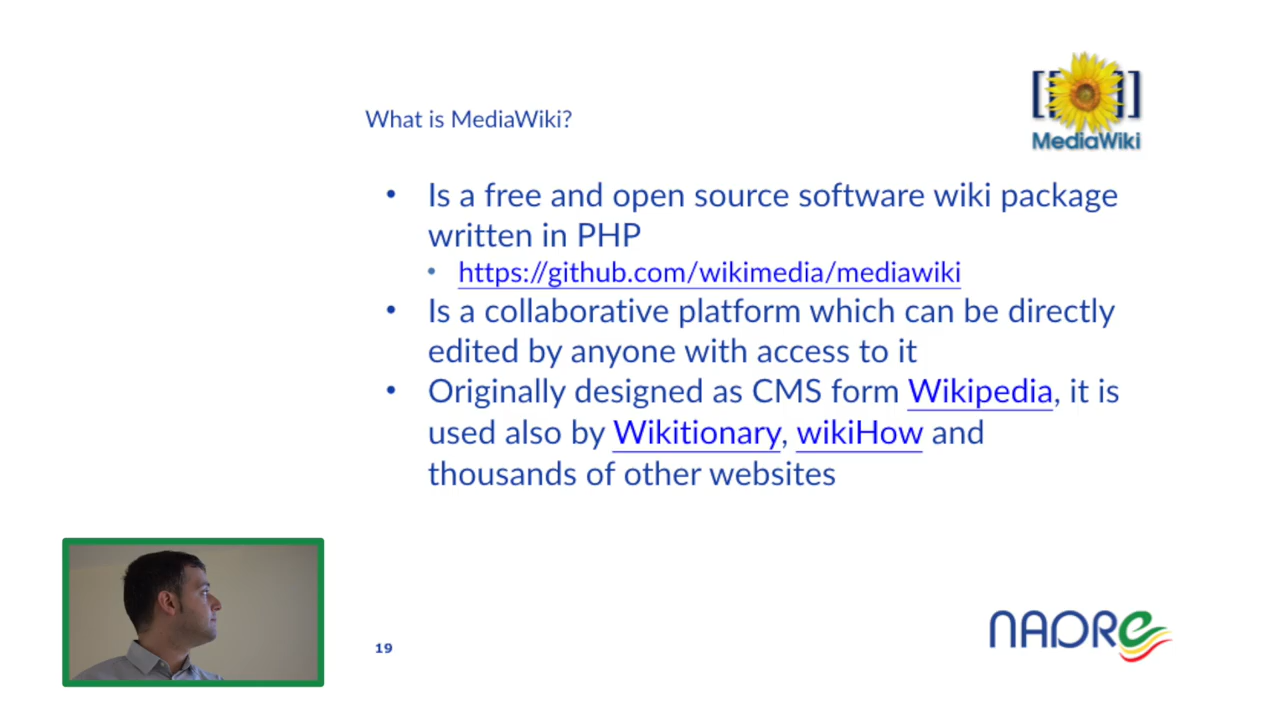 What is MediaWiki?
MediaWiki
• Is a free and open source software wiki package
written in PHP
• https://github.com/wikimedia/mediawiki
• Is a collaborative platform which can be directly
edited by anyone with access to it
• Originally designed as CMS form Wikipedia, it is
used also by Wikitionary, wikiHow and
thousands of other websites
19
NADRe